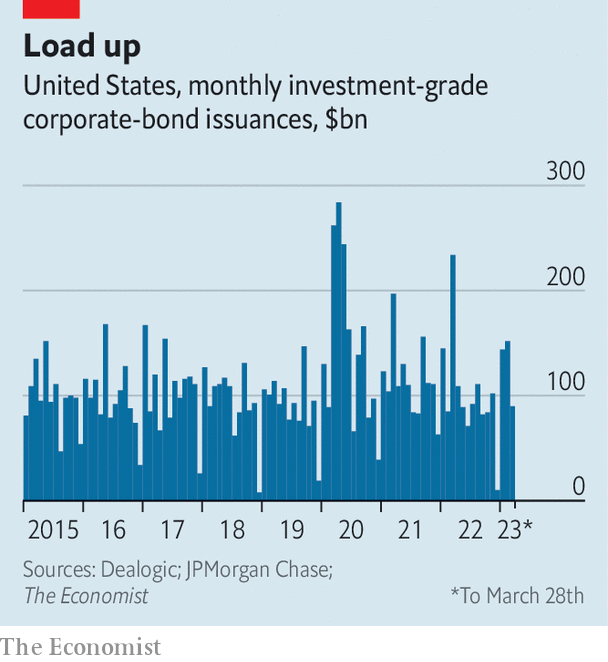 Load up
United States, monthly investment-grade
corporate-bond issuances, $bn
300
200
100
0
2015 16 17 18 19 20 21 22 23*
Sources: Dealogic; JPMorgan Chase;
The Economist
*To March 28th
The Economist